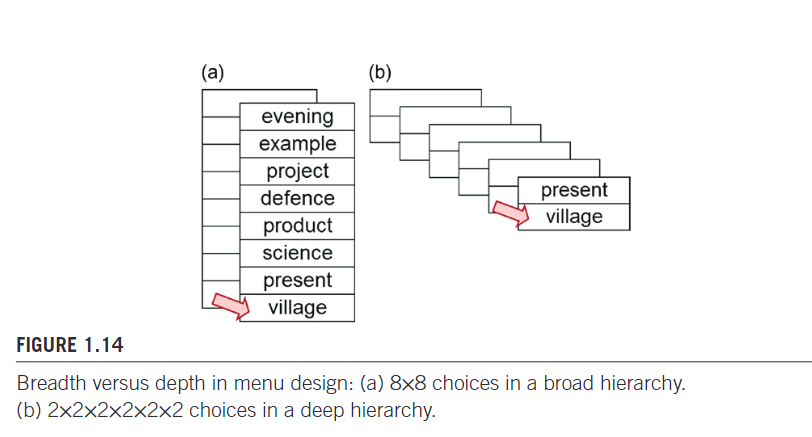 (a)
evening
example
project
defence
product
science
present
village
(b)
present
village
FIGURE 1.14
Breadth versus depth in menu design: (a) 8×8 choices in a broad hierarchy.
(b) 2×2×2×2×2×2 choices in a deep hierarchy.